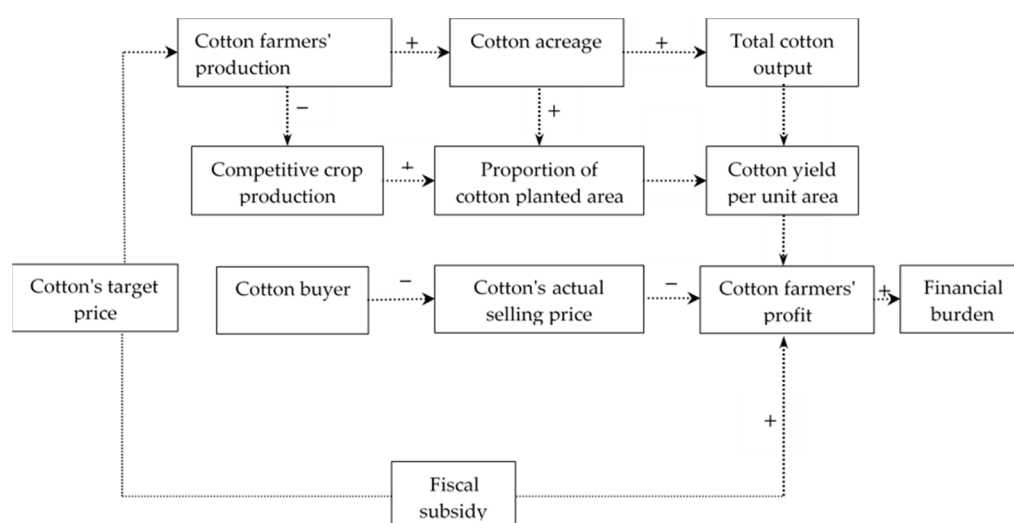 Cotton farmers'
production
+
Cotton acreage
+
Total cotton
output
−
+
Competitive crop
production
+
Proportion of
cotton planted area
Cotton yield
per unit area
Cotton's target
price
Cotton buyer
−
Cotton's actual
selling price
−
Cotton farmers'
profit
+
Financial
burden
+
Fiscal
subsidy